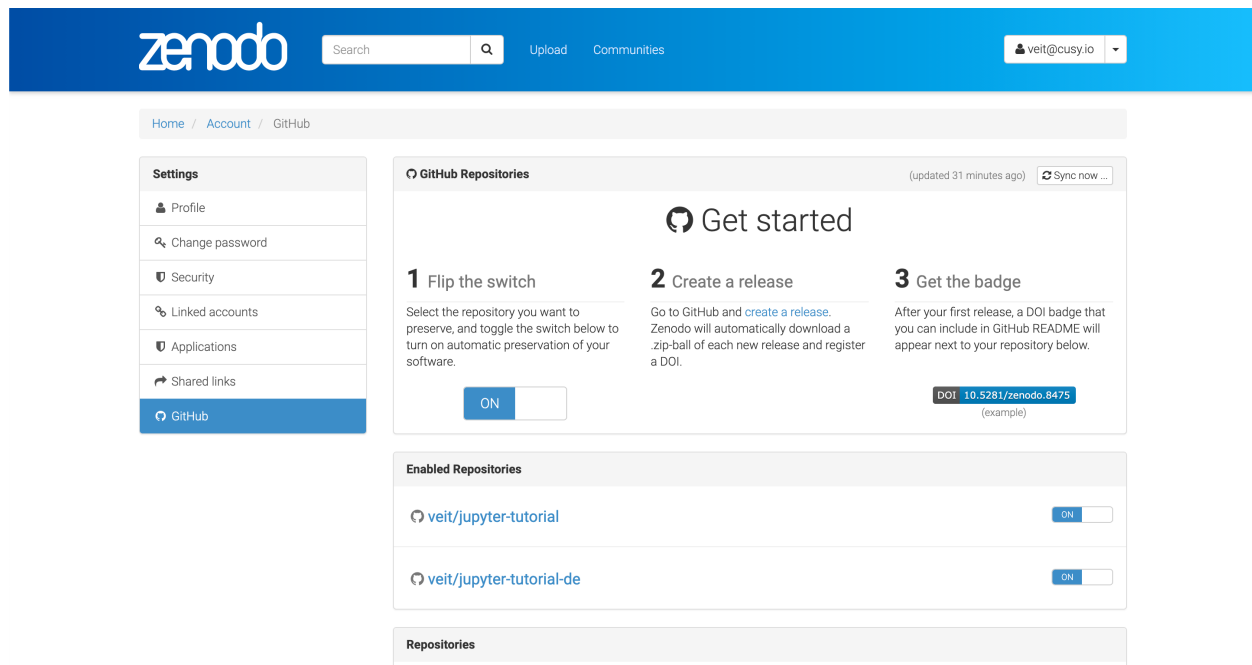 zenodo
Search
Upload
Communities
veit@cusy.io
Home / Account / GitHub
Settings
Profile
Change password
Security
Linked accounts
Applications
Shared links
GitHub
GitHub Repositories
(updated 31 minutes ago)
Sync now ...
Get started
1 Flip the switch
Select the repository you want to
preserve, and toggle the switch below to
turn on automatic preservation of your
software.
ON
2 Create a release
Go to GitHub and create a release.
Zenodo will automatically download a
.zip-ball of each new release and register
a DOI.
3 Get the badge
After your first release, a DOI badge that
you can include in GitHub README will
appear next to your repository below.
DOI 10.5281/zenodo.8475
(example)
Enabled Repositories
veit/jupyter-tutorial
ON
veit/jupyter-tutorial-de
ON
Repositories